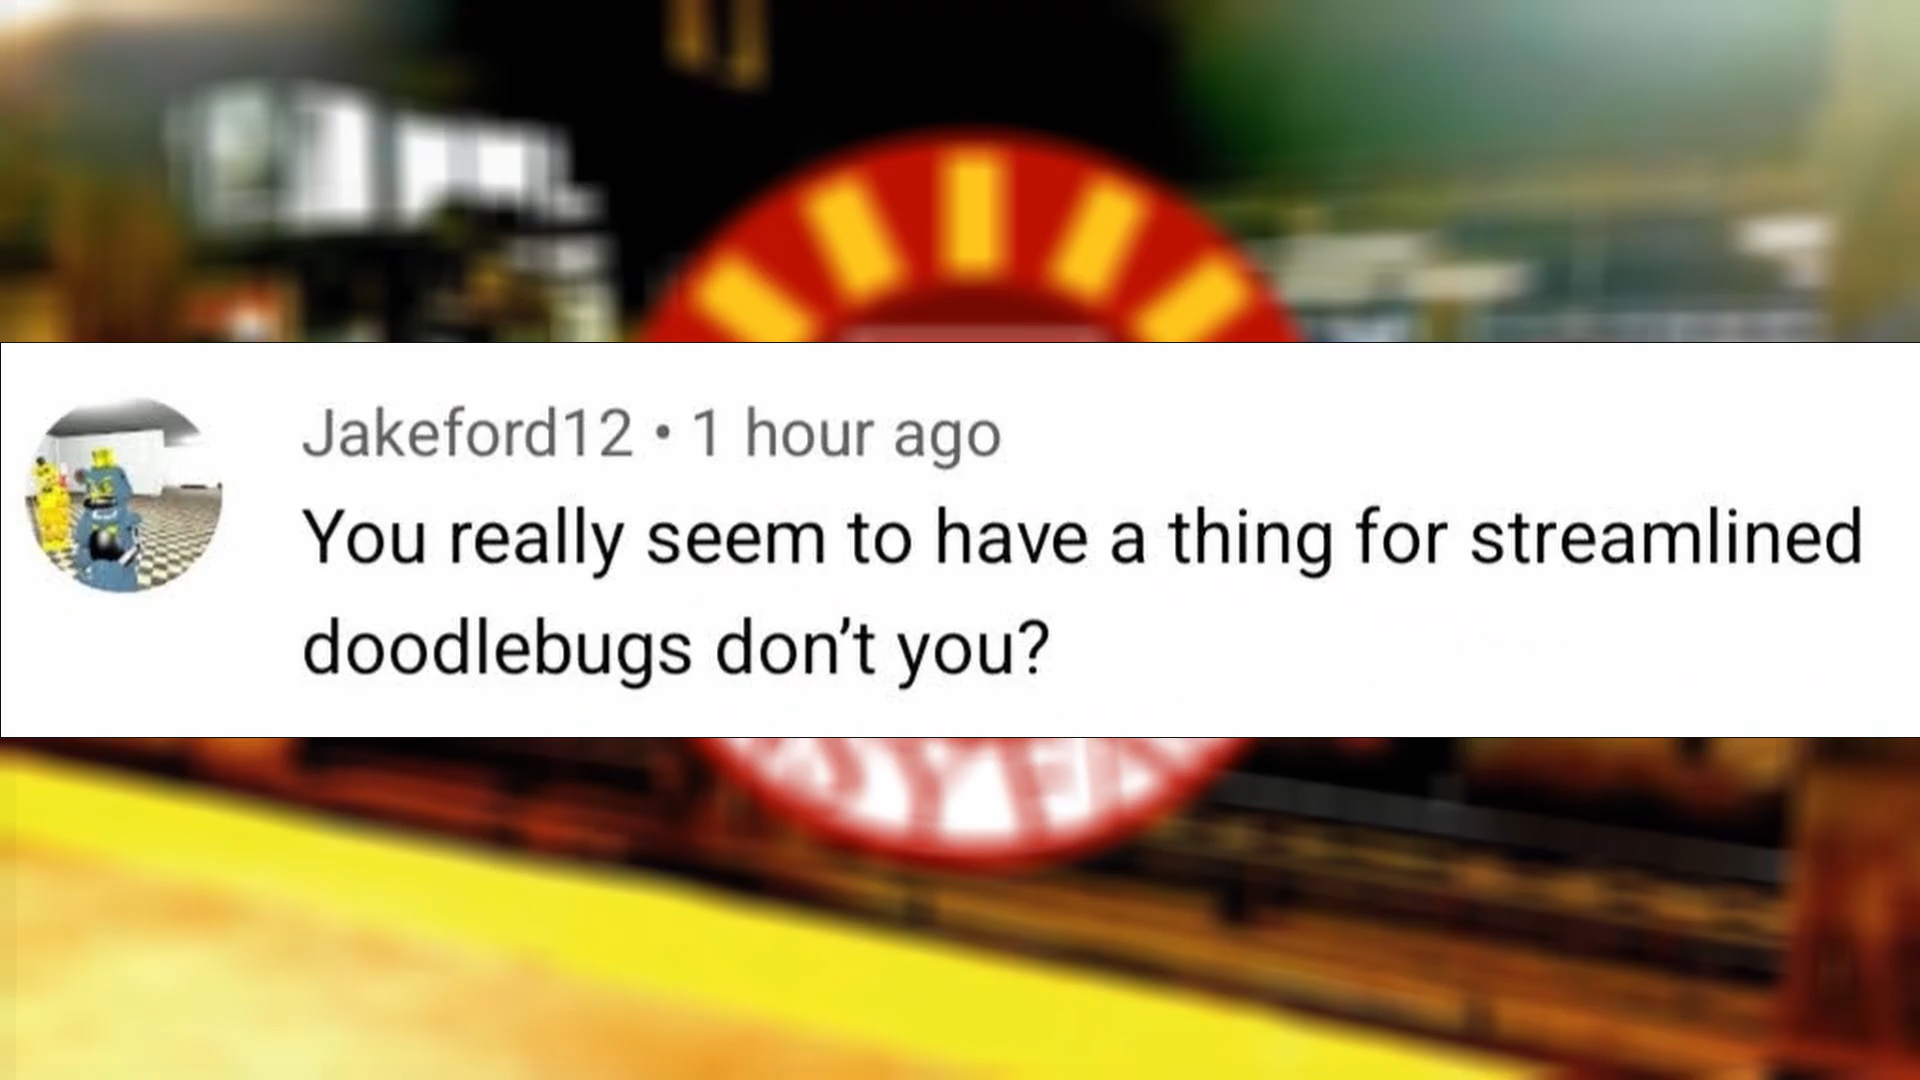 Jakeford12 • 1 hour ago
You really seem to have a thing for streamlined
doodlebugs don’t you?